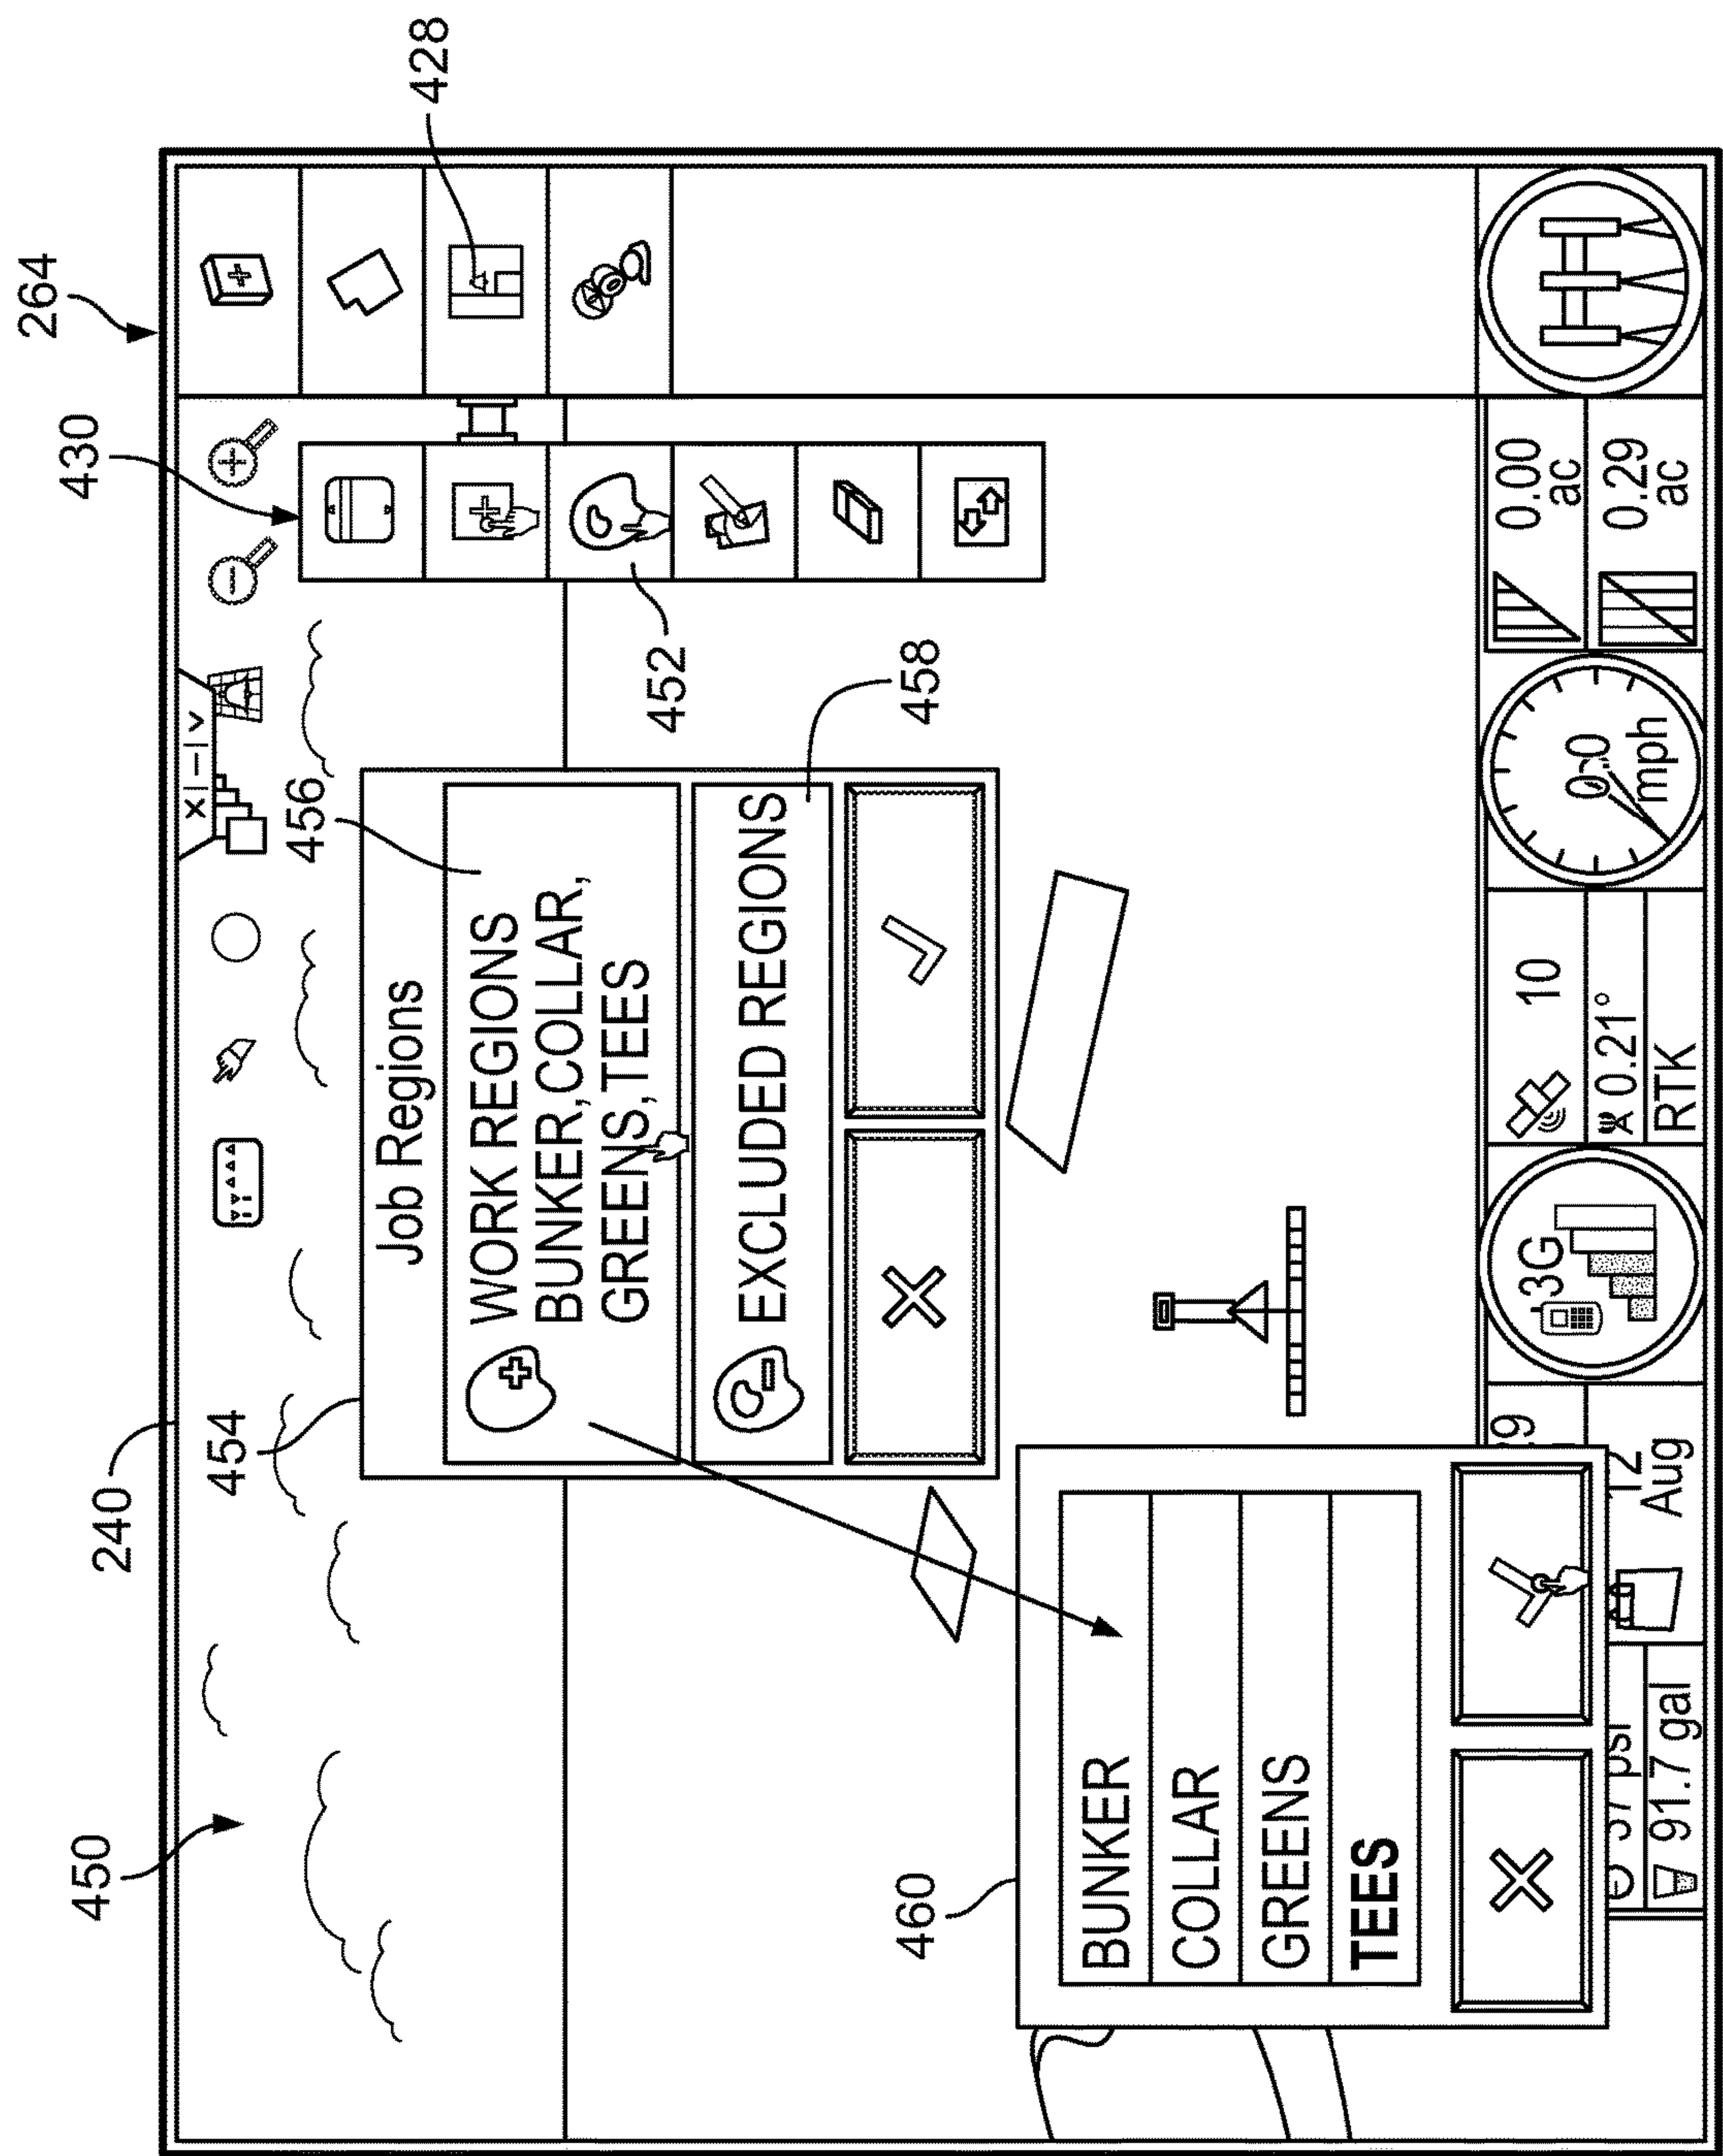 264
430
428
240
450
X|–|V
454
456
Job Regions
WORK REGIONS
BUNKER,COLLAR,
GREENS,TEES
EXCLUDED REGIONS
452
458
460
BUNKER
COLLAR
GREENS
TEES
91.7 gal
Aug
3G
10
0.21°
RTK
0.0
mph
0.00
ac
0.29
ac